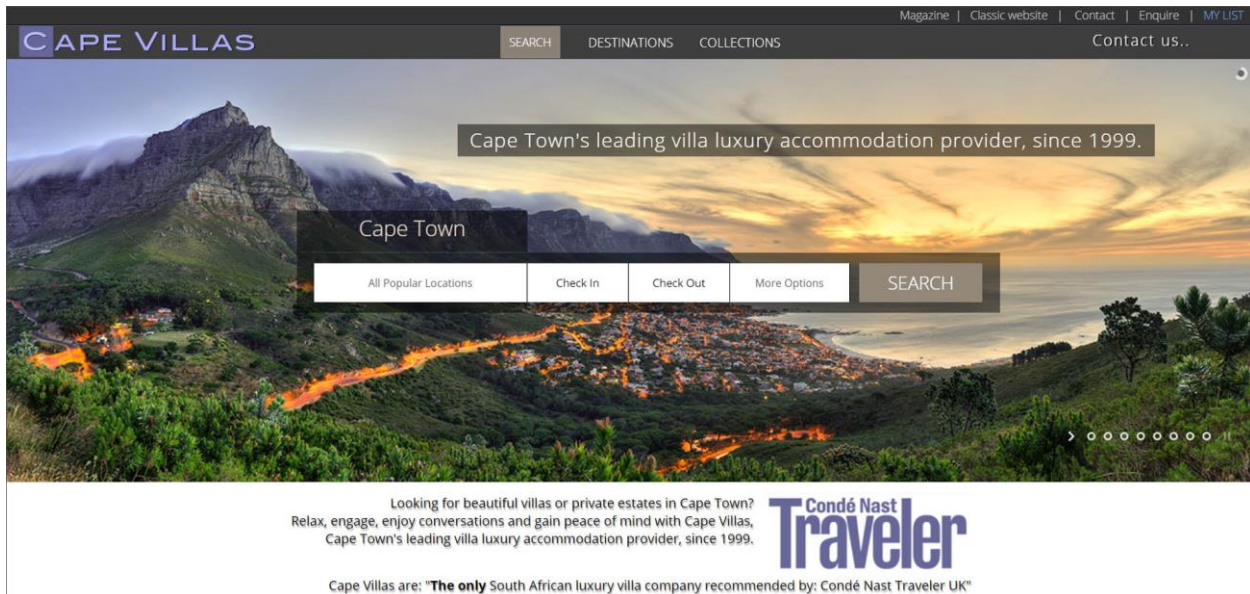 Magazine | Classic website | Contact | Enquire | MY LIST
CAPE VILLAS
SEARCH DESTINATIONS COLLECTIONS
Contact us..
Cape Town's leading villa luxury accommodation provider, since 1999.
Cape Town
All Popular Locations Check In Check Out More Options SEARCH
Looking for beautiful villas or private estates in Cape Town?
Relax, engage, enjoy conversations and gain peace of mind with Cape Villas,
Cape Town's leading villa luxury accommodation provider, since 1999.
Condé Nast
Traveler
Cape Villas are: "The only South African luxury villa company recommended by: Condé Nast Traveler UK"